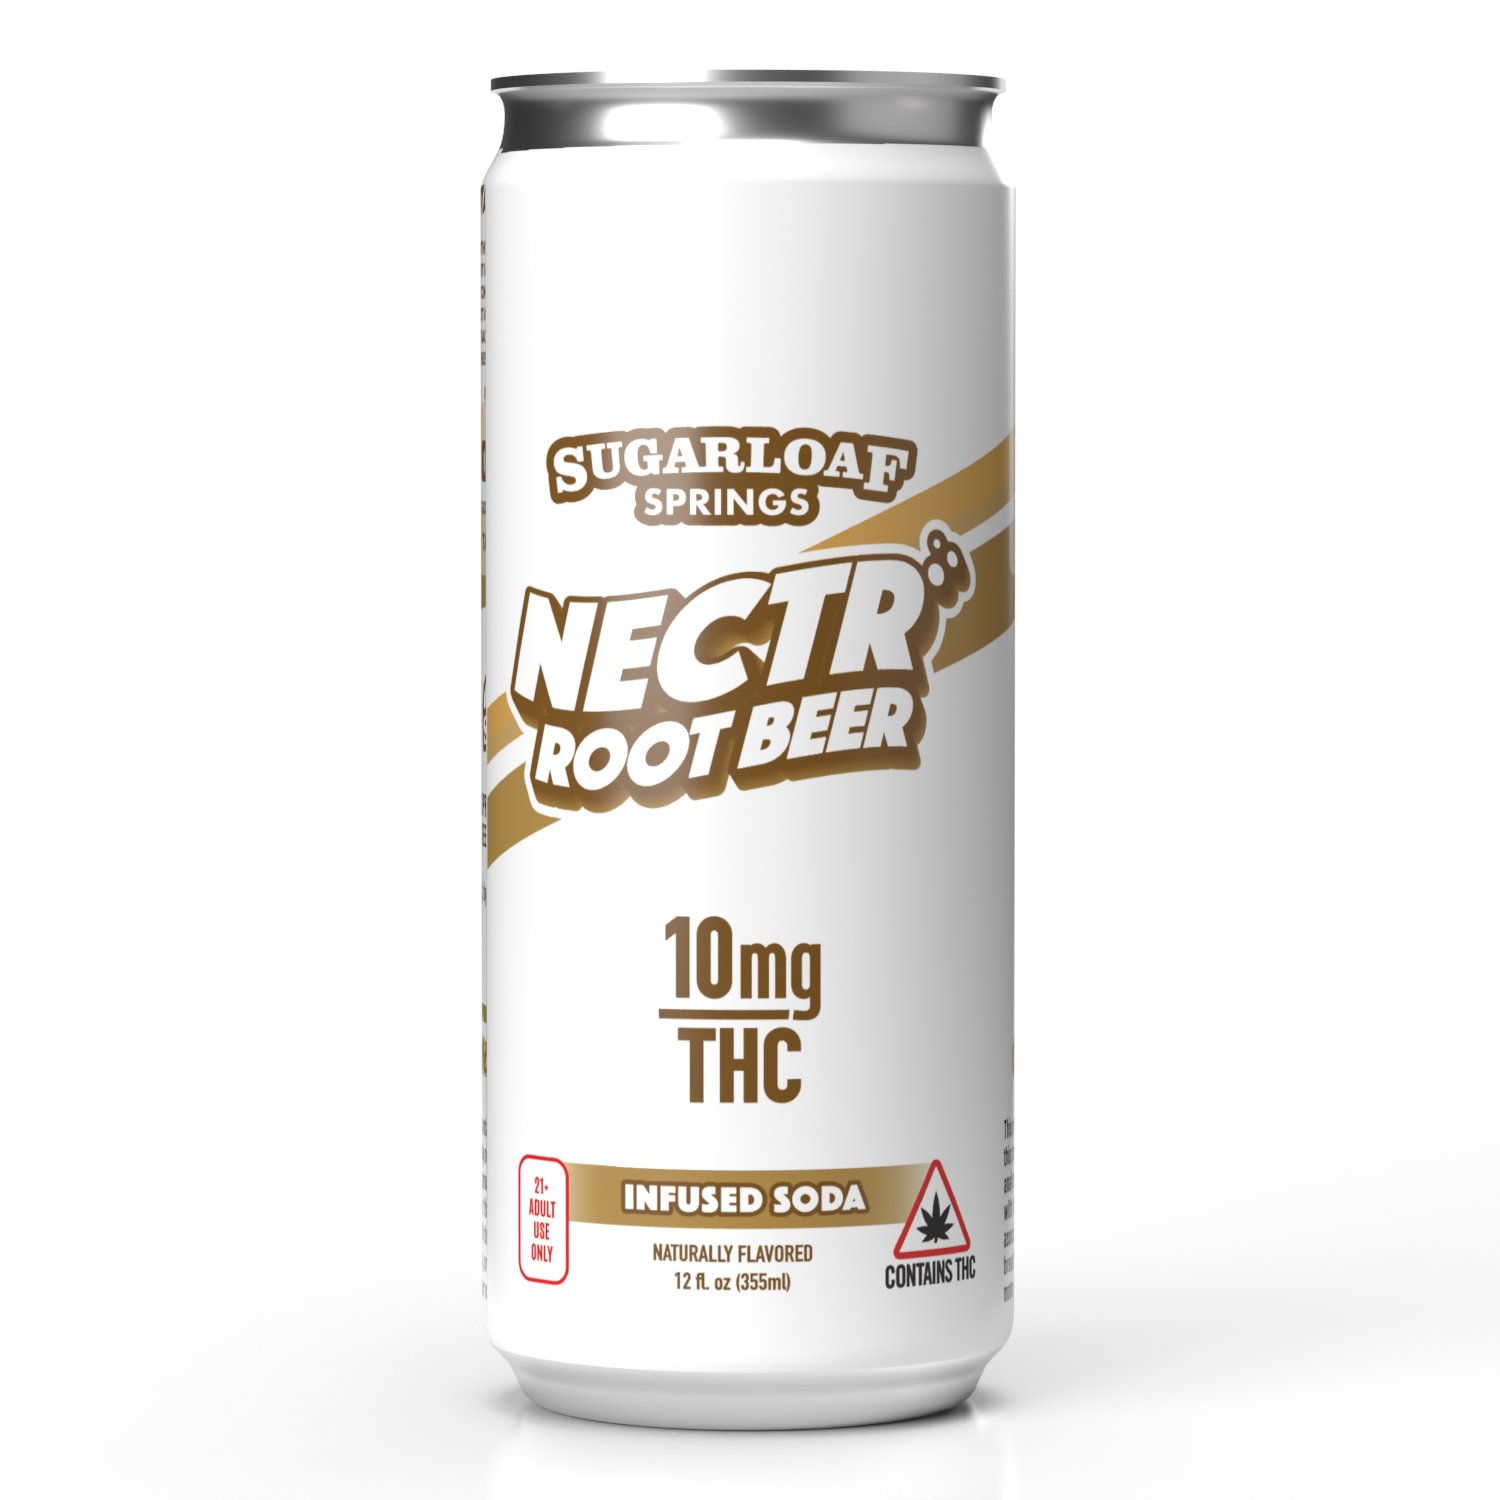 SUGARLOAF
SPRINGS
NECTR
ROOT BEER
10mg
THC
21+
ADULT
USE
ONLY
INFUSED SODA
NATURALLY FLAVORED
12 fl. oz (355ml)
CONTAINS THC